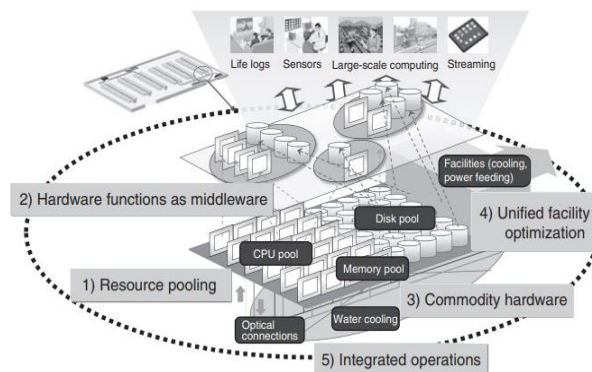 Life logs
Sensors
Large-scale computing
Streaming
Facilities (cooling,
power feeding)
2) Hardware functions as middleware
Disk pool
4) Unified facility
optimization
CPU pool
Memory pool
1) Resource pooling
3) Commodity hardware
Optical
connections
Water cooling
5) Integrated operations